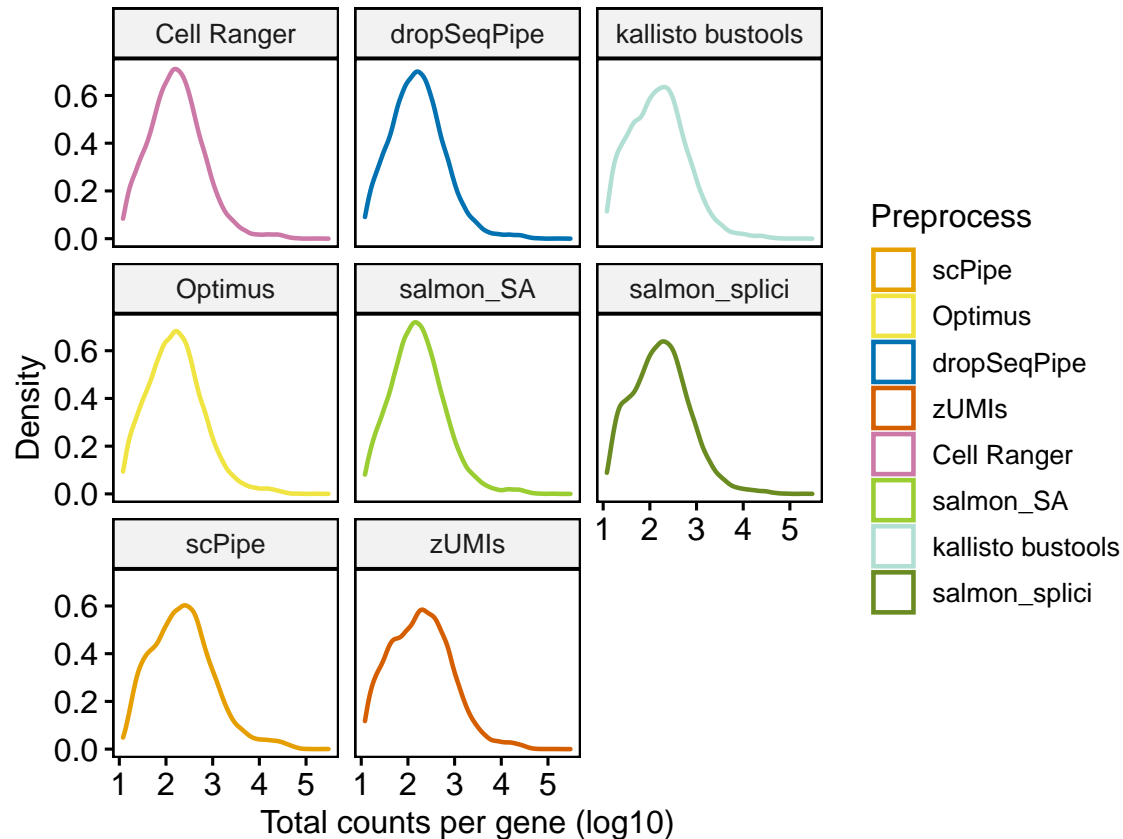 Cell Ranger
dropSeqPipe
kallisto bustools
0.6
0.4
0.2
0.0
Optimus
salmon_SA
salmon_splici
0.6
0.4
0.2
0.0
1 2 3 4 5
scPipe
zUMIs
0.6
0.4
0.2
0.0
1 2 3 4 5
1 2 3 4 5
Density
Total counts per gene (log10)
Preprocess
scPipe
Optimus
dropSeqPipe
zUMIs
Cell Ranger
salmon_SA
kallisto bustools
salmon_splici